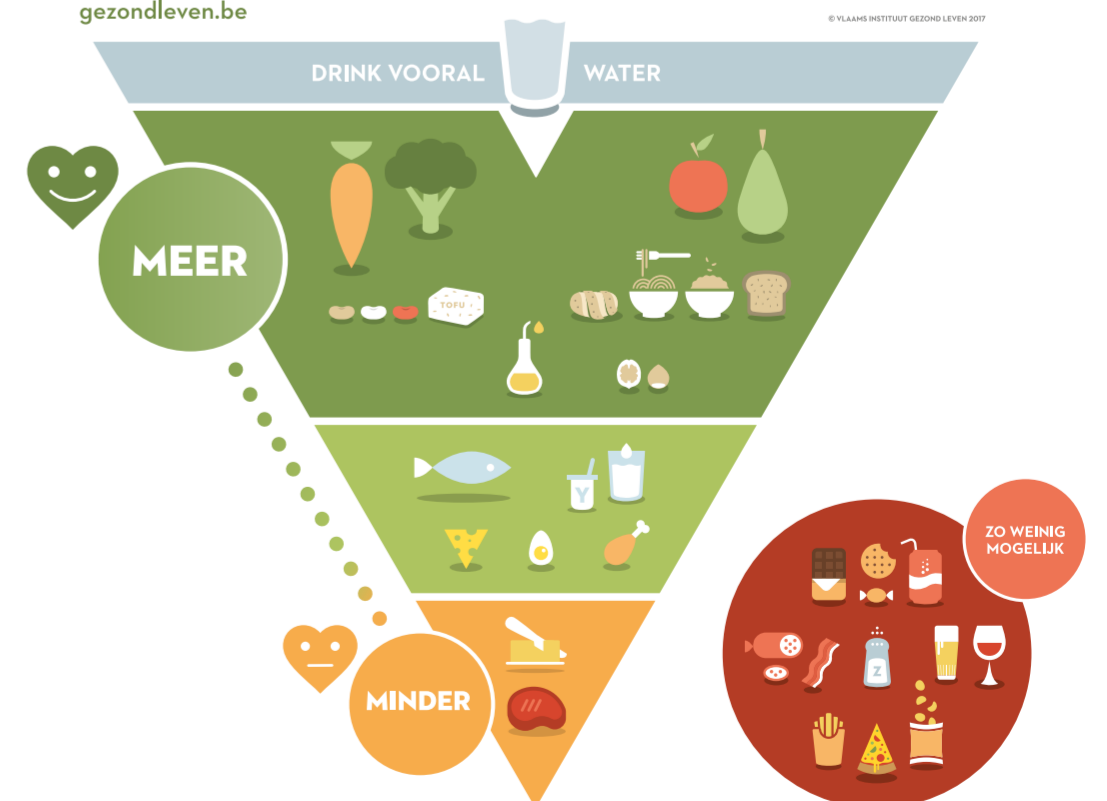 gezondleven.be
© VLAAMS INSTITUUT GEZOND LEVEN 2017
DRINK VOORAL WATER
MEER
TOFU
Y
ZO WEINIG
MOGELIJK
Z
MINDER